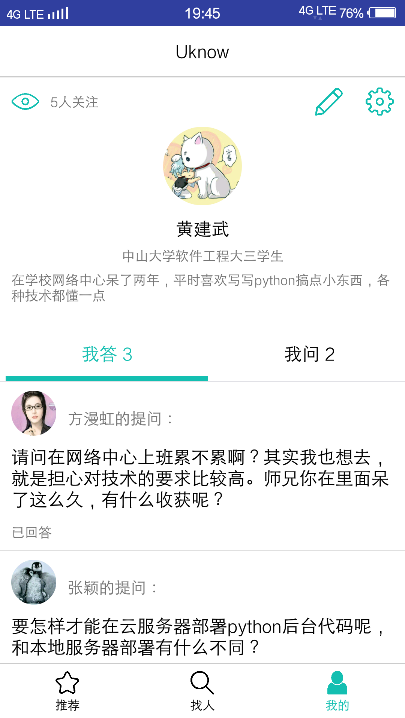 4G LTE 19:45 4G LTE 76%
Uknow
5人关注
黄建武
中山大学软件工程大三学生
在学校网络中心呆了两年，平时喜欢写写python搞点小东西，各
种技术都懂一点
我答 3 我问 2
方漫虹的提问：
请问在网络中心上班累不累啊？其实我也想去，
就是担心对技术的要求比较高。师兄你在里面呆
了这么久，有什么收获呢？
已回答
张颖的提问：
要怎样才能在云服务器部署python后台代码呢，
和本地服务器部署有什么不同？
推荐 找人 我的